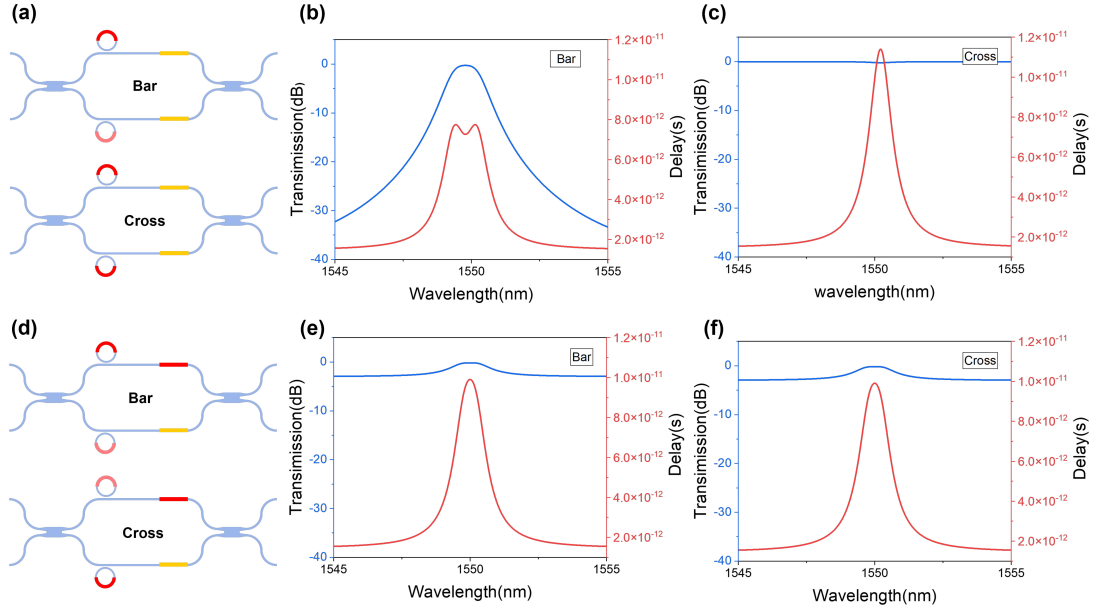 (a)
Bar
Cross
(b)
Bar
Transimission(dB)
0
-10
-20
-30
-40
Delay(s)
1.2×10⁻¹¹
1.0×10⁻¹¹
8.0×10⁻¹²
6.0×10⁻¹²
4.0×10⁻¹²
2.0×10⁻¹²
1545
1550
1555
Wavelength(nm)
(c)
Cross
Transimission(dB)
0
-10
-20
-30
-40
Delay(s)
1.2×10⁻¹¹
1.0×10⁻¹¹
8.0×10⁻¹²
6.0×10⁻¹²
4.0×10⁻¹²
2.0×10⁻¹²
1545
1550
1555
wavelength(nm)
(d)
Bar
Cross
(e)
Bar
Transimission(dB)
0
-10
-20
-30
-40
Delay(s)
1.2×10⁻¹¹
1.0×10⁻¹¹
8.0×10⁻¹²
6.0×10⁻¹²
4.0×10⁻¹²
2.0×10⁻¹²
1545
1550
1555
Wavelength(nm)
(f)
Cross
Transimission(dB)
0
-10
-20
-30
-40
Delay(s)
1.2×10⁻¹¹
1.0×10⁻¹¹
8.0×10⁻¹²
6.0×10⁻¹²
4.0×10⁻¹²
2.0×10⁻¹²
1545
1550
1555
Wavelength(nm)